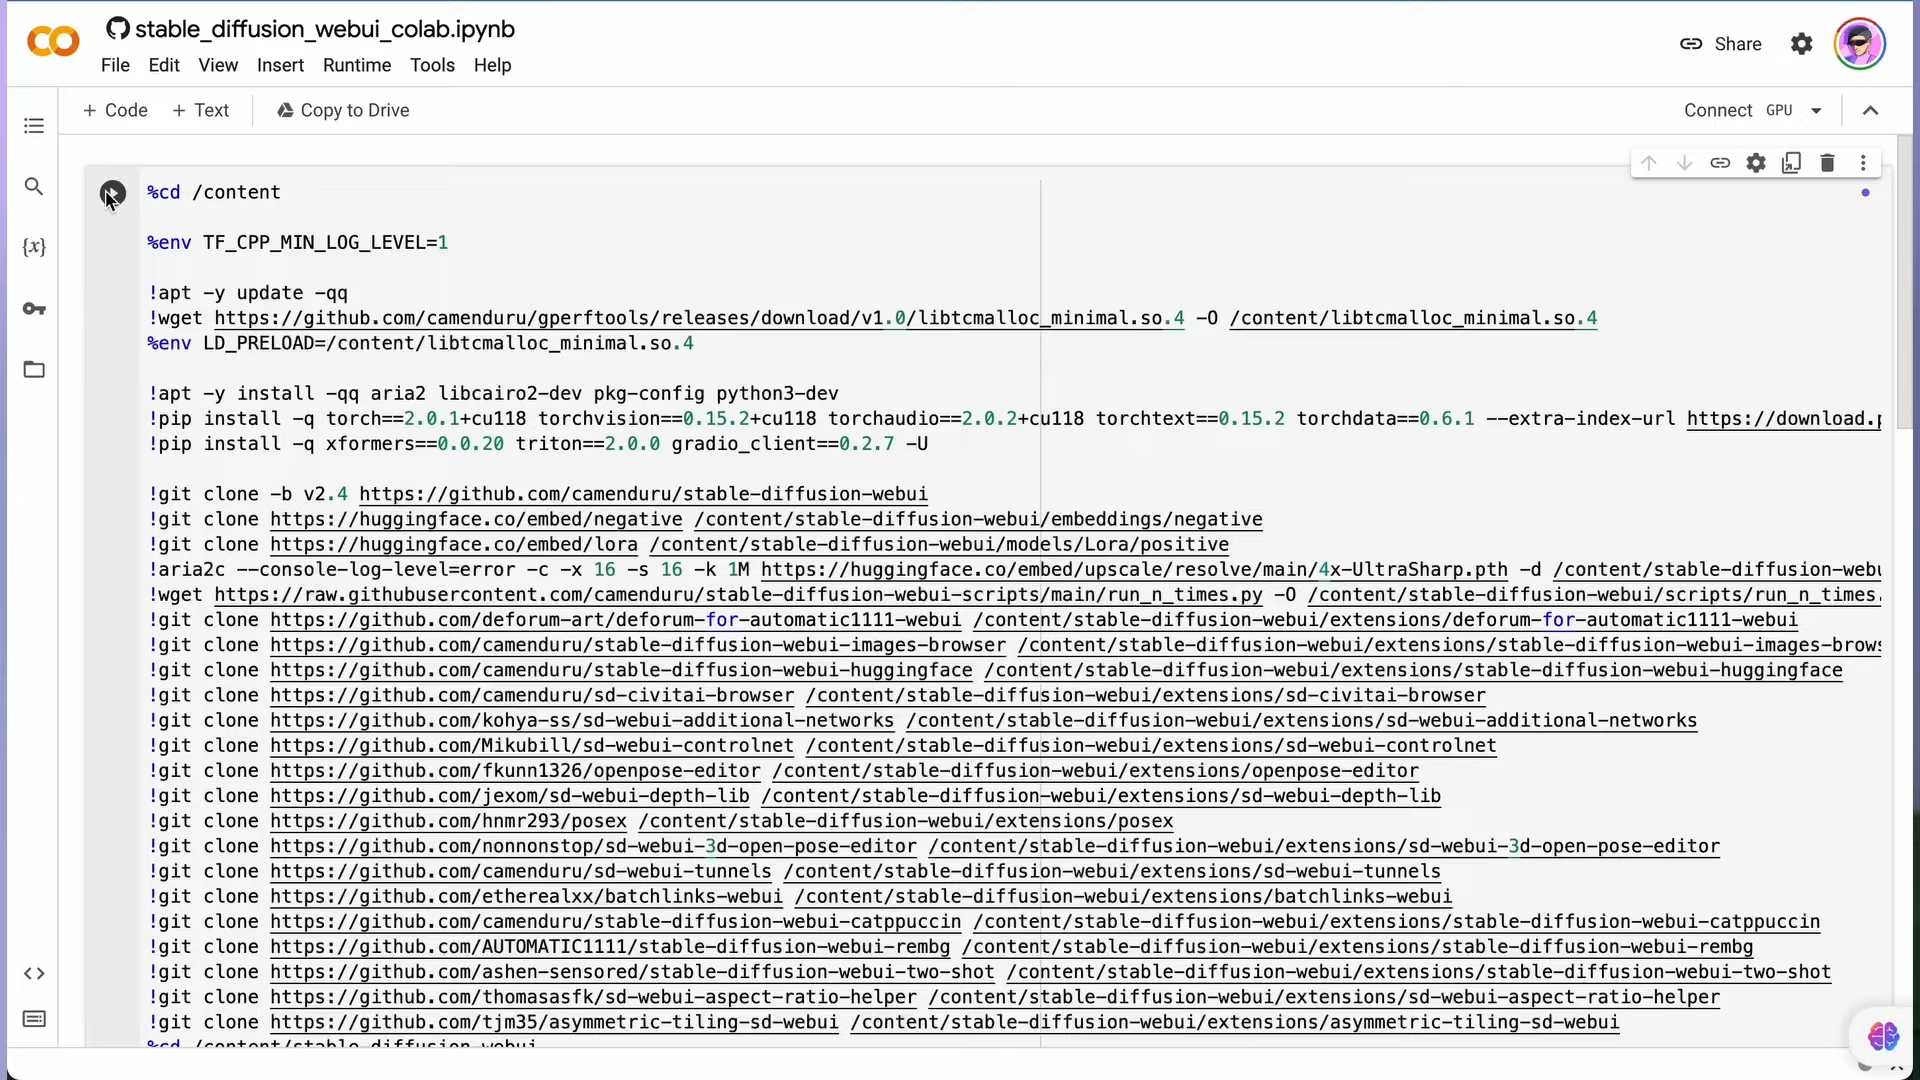 stable_diffusion_webui_colab.ipynb
File Edit View Insert Runtime Tools Help
Share
+ Code + Text Copy to Drive
Connect GPU
%cd /content
%env TF_CPP_MIN_LOG_LEVEL=1
!apt -y update -qq
!wget https://github.com/camenduru/gperftools/releases/download/v1.0/libtcmalloc_minimal.so.4 -O /content/libtcmalloc_minimal.so.4
%env LD_PRELOAD=/content/libtcmalloc_minimal.so.4
!apt -y install -qq aria2 libcairo2-dev pkg-config python3-dev
!pip install -q torch==2.0.1+cu118 torchvision==0.15.2+cu118 torchaudio==2.0.2+cu118 torchtext==0.15.2 torchdata==0.6.1 --extra-index-url https://download.p
!pip install -q xformers==0.0.20 triton==2.0.0 gradio_client==0.2.7 -U
!git clone -b v2.4 https://github.com/camenduru/stable-diffusion-webui
!git clone https://huggingface.co/embed/negative /content/stable-diffusion-webui/embeddings/negative
!git clone https://huggingface.co/embed/lora /content/stable-diffusion-webui/models/Lora/positive
!aria2c --console-log-level=error -c -x 16 -s 16 -k 1M https://huggingface.co/embed/upscale/resolve/main/4x-UltraSharp.pth -d /content/stable-diffusion-webu
!wget https://raw.githubusercontent.com/camenduru/stable-diffusion-webui-scripts/main/run_n_times.py -O /content/stable-diffusion-webui/scripts/run_n_times.
!git clone https://github.com/deforum-art/deforum-for-automatic1111-webui /content/stable-diffusion-webui/extensions/deforum-for-automatic1111-webui
!git clone https://github.com/camenduru/stable-diffusion-webui-images-browser /content/stable-diffusion-webui/extensions/stable-diffusion-webui-images-brows
!git clone https://github.com/camenduru/stable-diffusion-webui-huggingface /content/stable-diffusion-webui/extensions/stable-diffusion-webui-huggingface
!git clone https://github.com/camenduru/sd-civitai-browser /content/stable-diffusion-webui/extensions/sd-civitai-browser
!git clone https://github.com/kohya-ss/sd-webui-additional-networks /content/stable-diffusion-webui/extensions/sd-webui-additional-networks
!git clone https://github.com/Mikubill/sd-webui-controlnet /content/stable-diffusion-webui/extensions/sd-webui-controlnet
!git clone https://github.com/fkunn1326/openpose-editor /content/stable-diffusion-webui/extensions/openpose-editor
!git clone https://github.com/jexom/sd-webui-depth-lib /content/stable-diffusion-webui/extensions/sd-webui-depth-lib
!git clone https://github.com/hnmr293/posex /content/stable-diffusion-webui/extensions/posex
!git clone https://github.com/nonnonstop/sd-webui-3d-open-pose-editor /content/stable-diffusion-webui/extensions/sd-webui-3d-open-pose-editor
!git clone https://github.com/camenduru/sd-webui-tunnels /content/stable-diffusion-webui/extensions/sd-webui-tunnels
!git clone https://github.com/etherealxx/batchlinks-webui /content/stable-diffusion-webui/extensions/batchlinks-webui
!git clone https://github.com/camenduru/stable-diffusion-webui-catppuccin /content/stable-diffusion-webui/extensions/stable-diffusion-webui-catppuccin
!git clone https://github.com/AUTOMATIC1111/stable-diffusion-webui-rembg /content/stable-diffusion-webui/extensions/stable-diffusion-webui-rembg
!git clone https://github.com/ashen-sensored/stable-diffusion-webui-two-shot /content/stable-diffusion-webui/extensions/stable-diffusion-webui-two-shot
!git clone https://github.com/thomasasfk/sd-webui-aspect-ratio-helper /content/stable-diffusion-webui/extensions/sd-webui-aspect-ratio-helper
!git clone https://github.com/tjm35/asymmetric-tiling-sd-webui /content/stable-diffusion-webui/extensions/asymmetric-tiling-sd-webui
%cd /content/stable-diffusion-webui